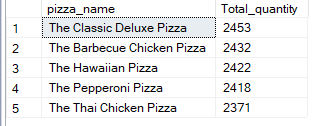 pizza_name Total_quantity
1 The Classic Deluxe Pizza 2453
2 The Barbecue Chicken Pizza 2432
3 The Hawaiian Pizza 2422
4 The Pepperoni Pizza 2418
5 The Thai Chicken Pizza 2371